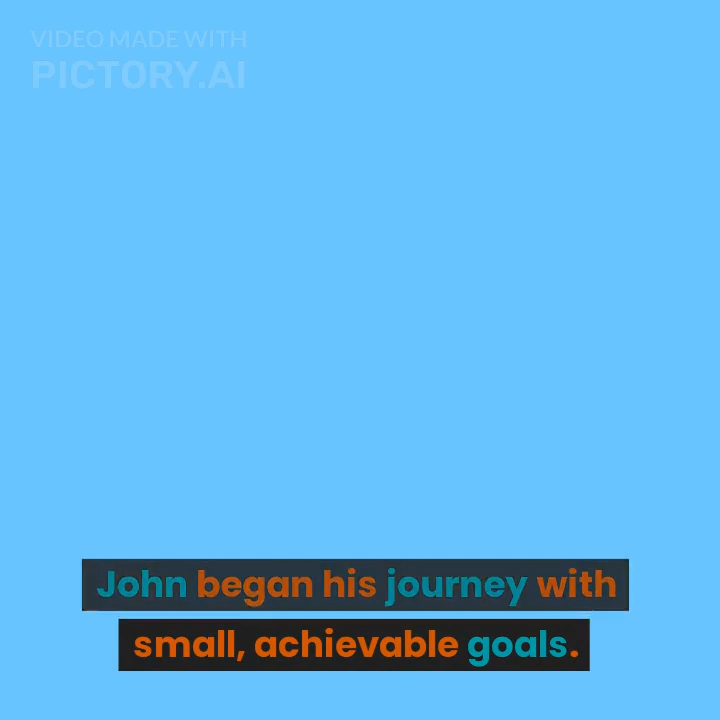 VIDEO MADE WITH
PICTORY.AI
John began his journey with
small, achievable goals.